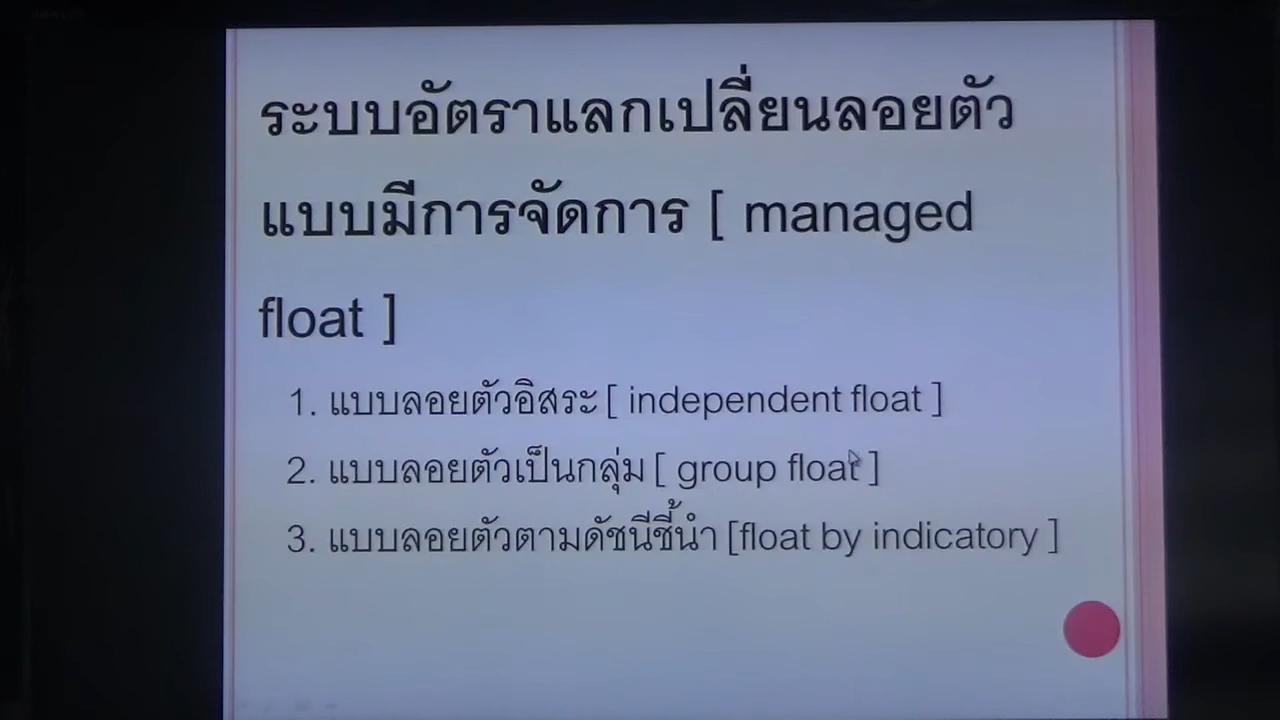 ระบบอัตราแลกเปลี่ยนลอยตัว
แบบมีการจัดการ [ managed
float ]
1. แบบลอยตัวอิสระ [ independent float ]
2. แบบลอยตัวเป็นกลุ่ม [ group float ]
3. แบบลอยตัวตามดัชนีชี้นำ [float by indicatory ]